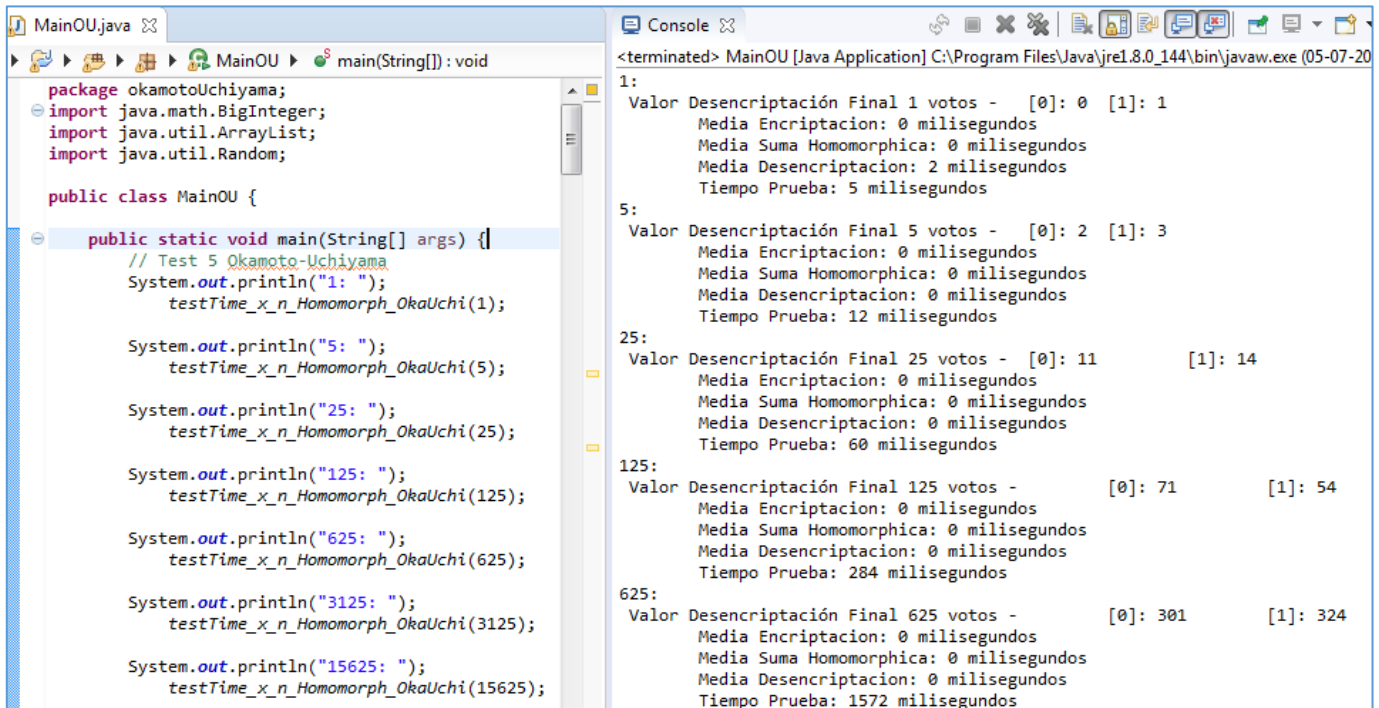 MainOU.java
MainOU main(String[]) : void
package okamotoUchiyama;
import java.math.BigInteger;
import java.util.ArrayList;
import java.util.Random;
public class MainOU {
public static void main(String[] args) {
// Test 5 Okamoto-Uchiyama
System.out.println("1: ");
testTime_x_n_Homomorph_OkaUchi(1);
System.out.println("5: ");
testTime_x_n_Homomorph_OkaUchi(5);
System.out.println("25: ");
testTime_x_n_Homomorph_OkaUchi(25);
System.out.println("125: ");
testTime_x_n_Homomorph_OkaUchi(125);
System.out.println("625: ");
testTime_x_n_Homomorph_OkaUchi(625);
System.out.println("3125: ");
testTime_x_n_Homomorph_OkaUchi(3125);
System.out.println("15625: ");
testTime_x_n_Homomorph_OkaUchi(15625);
Console
<terminated> MainOU [Java Application] C:\Program Files\Java\jre1.8.0_144\bin\javaw.exe (05-07-20
1:
Valor Desencriptación Final 1 votos - [0]: 0 [1]: 1
Media Encriptacion: 0 milisegundos
Media Suma Homomorphica: 0 milisegundos
Media Desencriptacion: 2 milisegundos
Tiempo Prueba: 5 milisegundos
5:
Valor Desencriptación Final 5 votos - [0]: 2 [1]: 3
Media Encriptacion: 0 milisegundos
Media Suma Homomorphica: 0 milisegundos
Media Desencriptacion: 0 milisegundos
Tiempo Prueba: 12 milisegundos
25:
Valor Desencriptación Final 25 votos - [0]: 11 [1]: 14
Media Encriptacion: 0 milisegundos
Media Suma Homomorphica: 0 milisegundos
Media Desencriptacion: 0 milisegundos
Tiempo Prueba: 60 milisegundos
125:
Valor Desencriptación Final 125 votos - [0]: 71 [1]: 54
Media Encriptacion: 0 milisegundos
Media Suma Homomorphica: 0 milisegundos
Media Desencriptacion: 0 milisegundos
Tiempo Prueba: 284 milisegundos
625:
Valor Desencriptación Final 625 votos - [0]: 301 [1]: 324
Media Encriptacion: 0 milisegundos
Media Suma Homomorphica: 0 milisegundos
Media Desencriptacion: 0 milisegundos
Tiempo Prueba: 1572 milisegundos